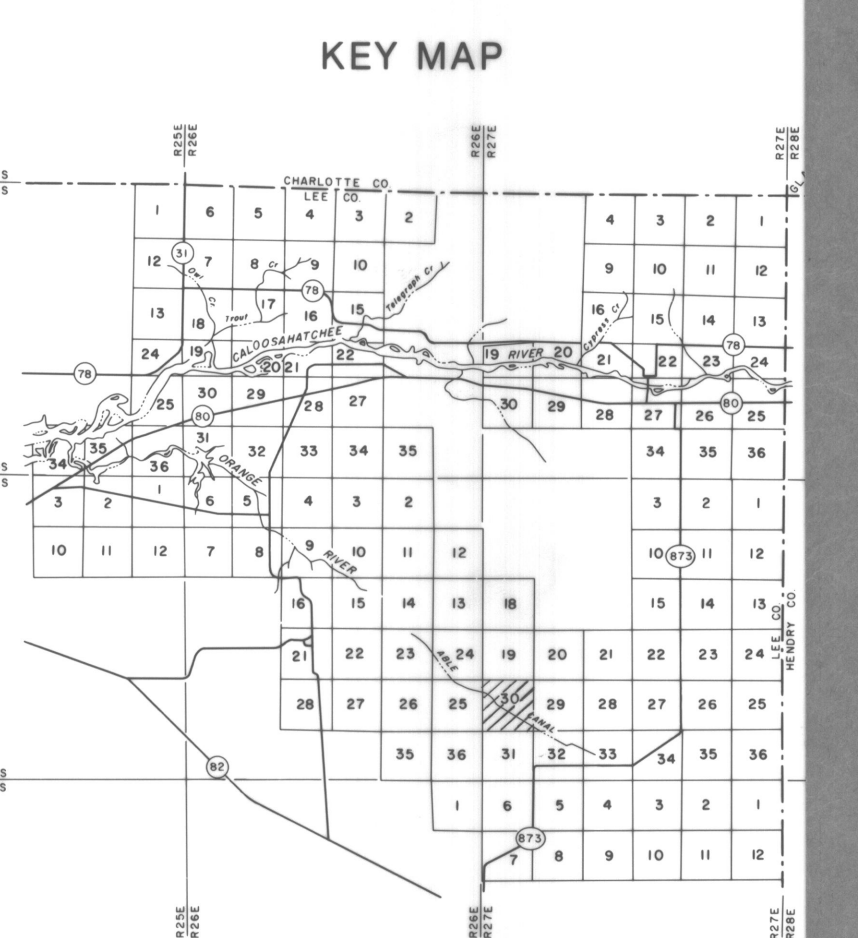 KEY MAP
R25E R26E
R26E R27E
R27E R28E
S
S
CHARLOTTE CO.
LEE CO.
1 6 5 4 3 2 4 3 2 1
31
12 7 8 Cr 9 10 9 10 11 12
Owl Cr
Telegraph Cr
78
13 18 17 16 15 16 15 14 13
Trout
Cypress Cr
CALOOSAHATCHEE
RIVER
78
24 19 20 21 22 19 20 21 22 23 24
78
25 30 29 28 27 30 29 28 27 26 25
80
80
34 35 36 31 32 33 34 35 34 35 36
ORANGE
S
S
3 2 1 6 5 4 3 2 3 2 1
10 11 12 7 8 9 10 11 12 10 873 11 12
RIVER
16 15 14 13 18 15 14 13
LEE CO.
HENDRY CO.
21 22 23 24 19 20 21 22 23 24
ABLE
28 27 26 25 30 29 28 27 26 25
CANAL
35 36 31 32 33 34 35 36
82
S
S
1 6 5 4 3 2 1
873
7 8 9 10 11 12
R25E R26E
R26E R27E
R27E R28E